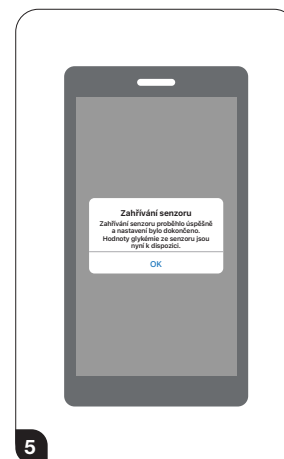 Zahřívání senzoru
Zahřívání senzoru proběhlo úspěšně
a nastavení bylo dokončeno.
Hodnoty glykémie ze senzoru jsou
nyní k dispozici.
OK
5